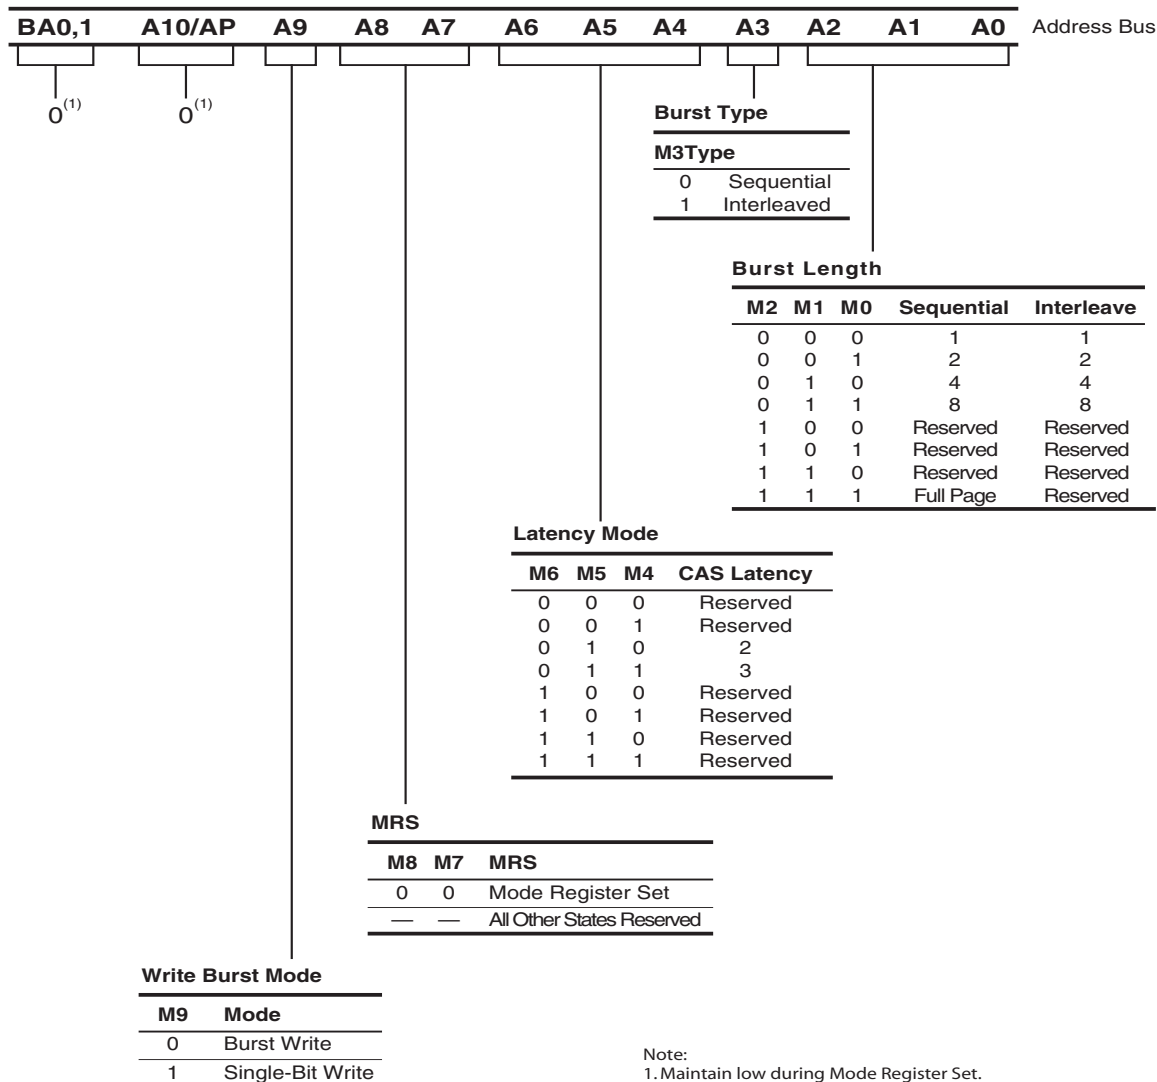 BA0,1 A10/AP A9 A8 A7 A6 A5 A4 A3 A2 A1 A0 Address Bus
0(1) 0(1)
Burst Type
M3Type
0 Sequential
1 Interleaved
Burst Length
M2 M1 M0 Sequential Interleave
0 0 0 1 1
0 0 1 2 2
0 1 0 4 4
0 1 1 8 8
1 0 0 Reserved Reserved
1 0 1 Reserved Reserved
1 1 0 Reserved Reserved
1 1 1 Full Page Reserved
Latency Mode
M6 M5 M4 CAS Latency
0 0 0 Reserved
0 0 1 Reserved
0 1 0 2
0 1 1 3
1 0 0 Reserved
1 0 1 Reserved
1 1 0 Reserved
1 1 1 Reserved
MRS
M8 M7 MRS
0 0 Mode Register Set
— — All Other States Reserved
Write Burst Mode
M9 Mode
0 Burst Write
1 Single-Bit Write
Note:
1. Maintain low during Mode Register Set.